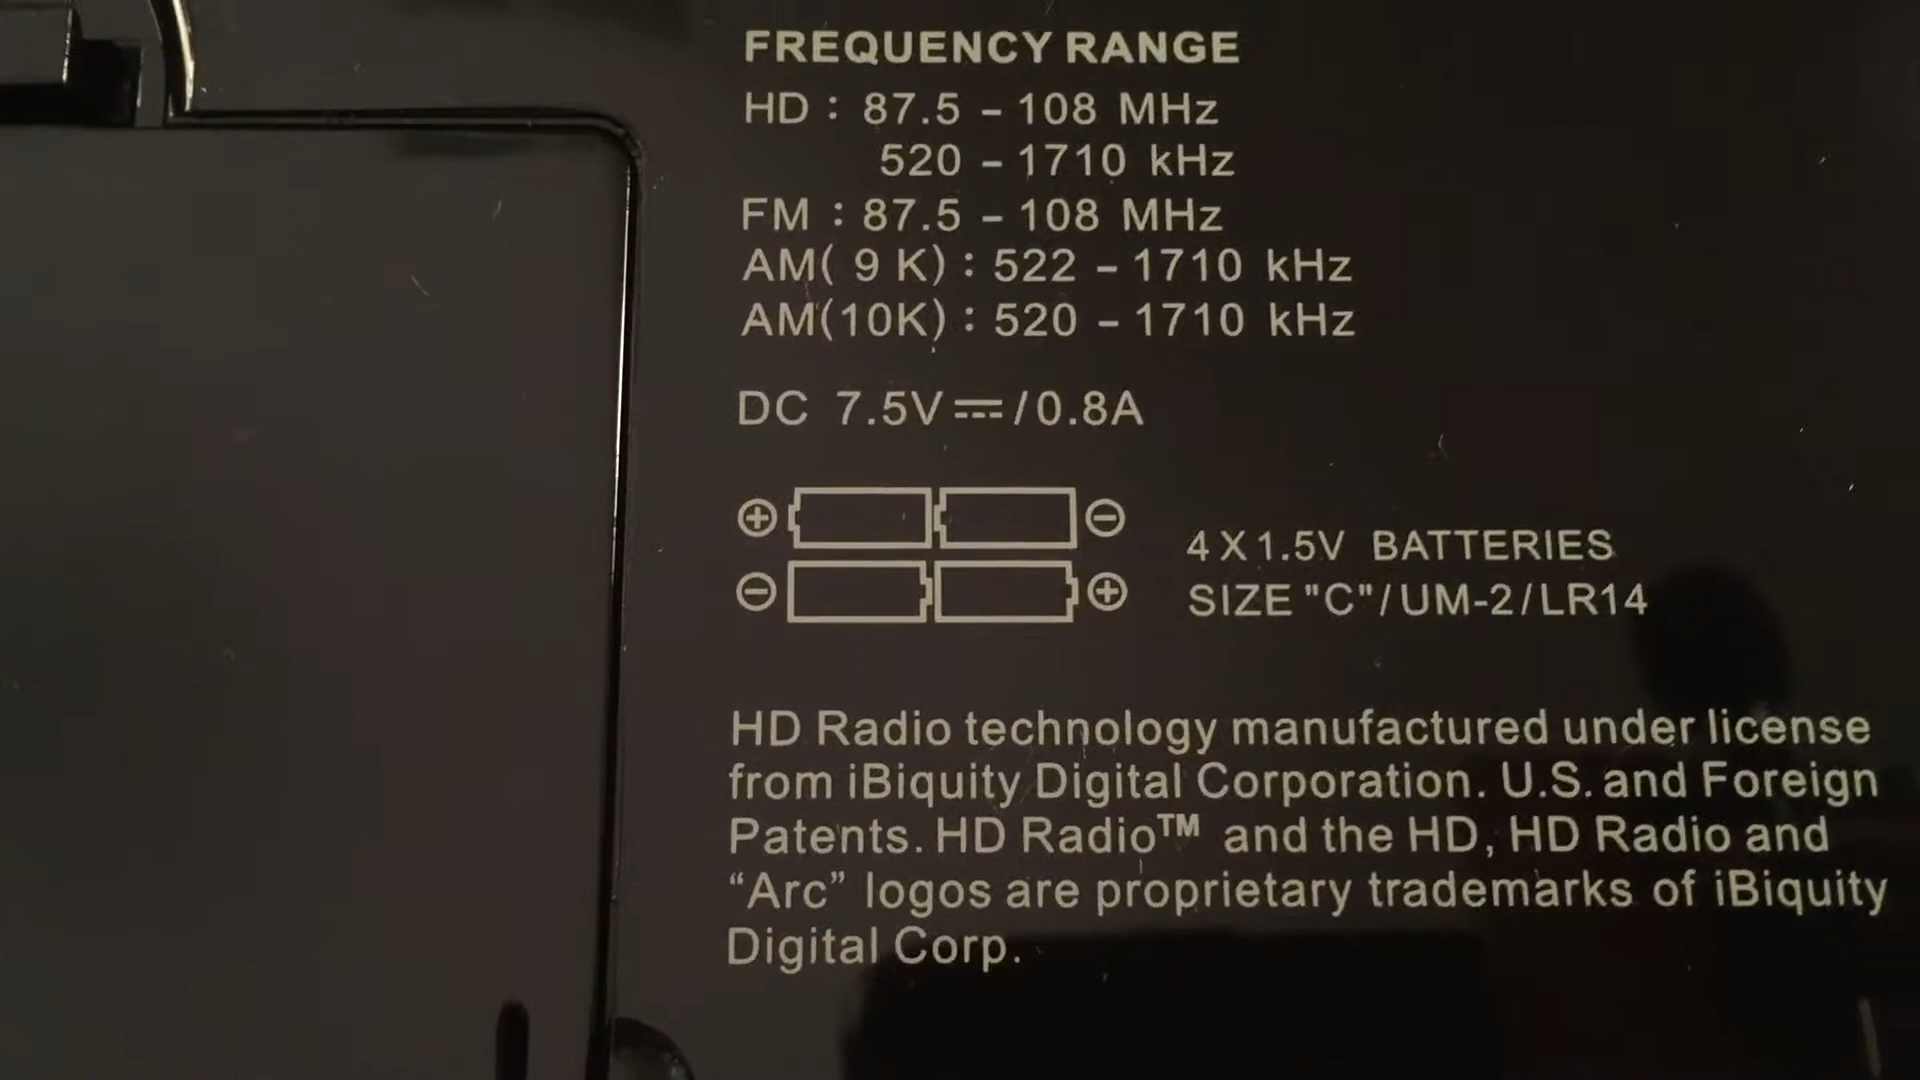 FREQUENCY RANGE
HD : 87.5 – 108 MHz
520 – 1710 kHz
FM : 87.5 – 108 MHz
AM( 9 K) : 522 – 1710 kHz
AM(10K) : 520 – 1710 kHz
DC 7.5V⎓/0.8A
4 X 1.5V BATTERIES
SIZE "C"/UM-2/LR14
HD Radio technology manufactured under license
from iBiquity Digital Corporation. U.S. and Foreign
Patents. HD Radio™ and the HD, HD Radio and
“Arc” logos are proprietary trademarks of iBiquity
Digital Corp.